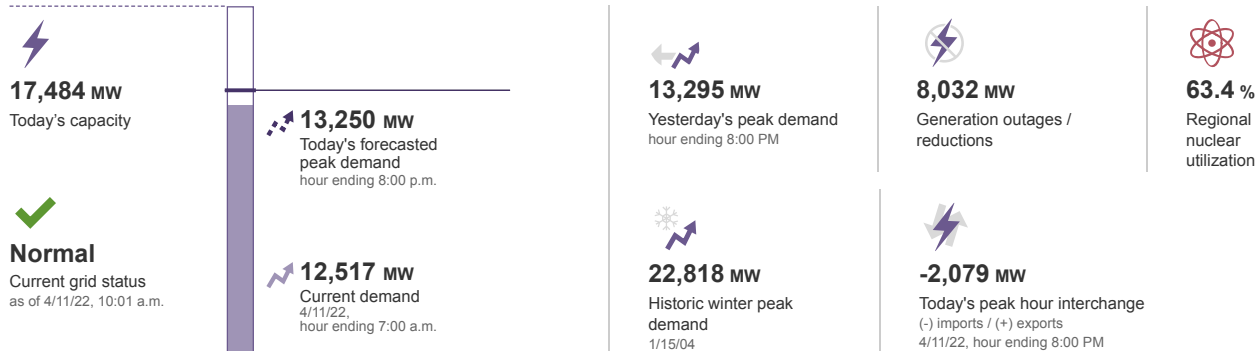 17,484 MW
Today's capacity
Normal
Current grid status
as of 4/11/22, 10:01 a.m.
13,250 MW
Today's forecasted
peak demand
hour ending 8:00 p.m.
12,517 MW
Current demand
4/11/22,
hour ending 7:00 a.m.
13,295 MW
Yesterday's peak demand
hour ending 8:00 PM
8,032 MW
Generation outages /
reductions
63.4 %
Regional
nuclear
utilization
22,818 MW
Historic winter peak
demand
1/15/04
-2,079 MW
Today's peak hour interchange
(-) imports / (+) exports
4/11/22, hour ending 8:00 PM